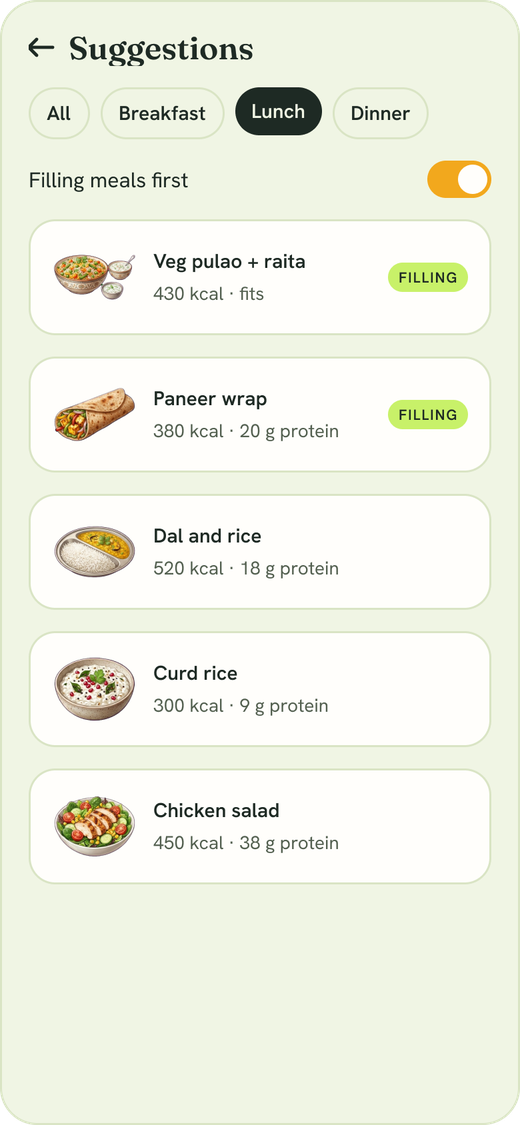 Suggestions
All
Breakfast
Lunch
Dinner
Filling meals first
Veg pulao + raita
430 kcal · fits
FILLING
Paneer wrap
380 kcal · 20 g protein
FILLING
Dal and rice
520 kcal · 18 g protein
Curd rice
300 kcal · 9 g protein
Chicken salad
450 kcal · 38 g protein